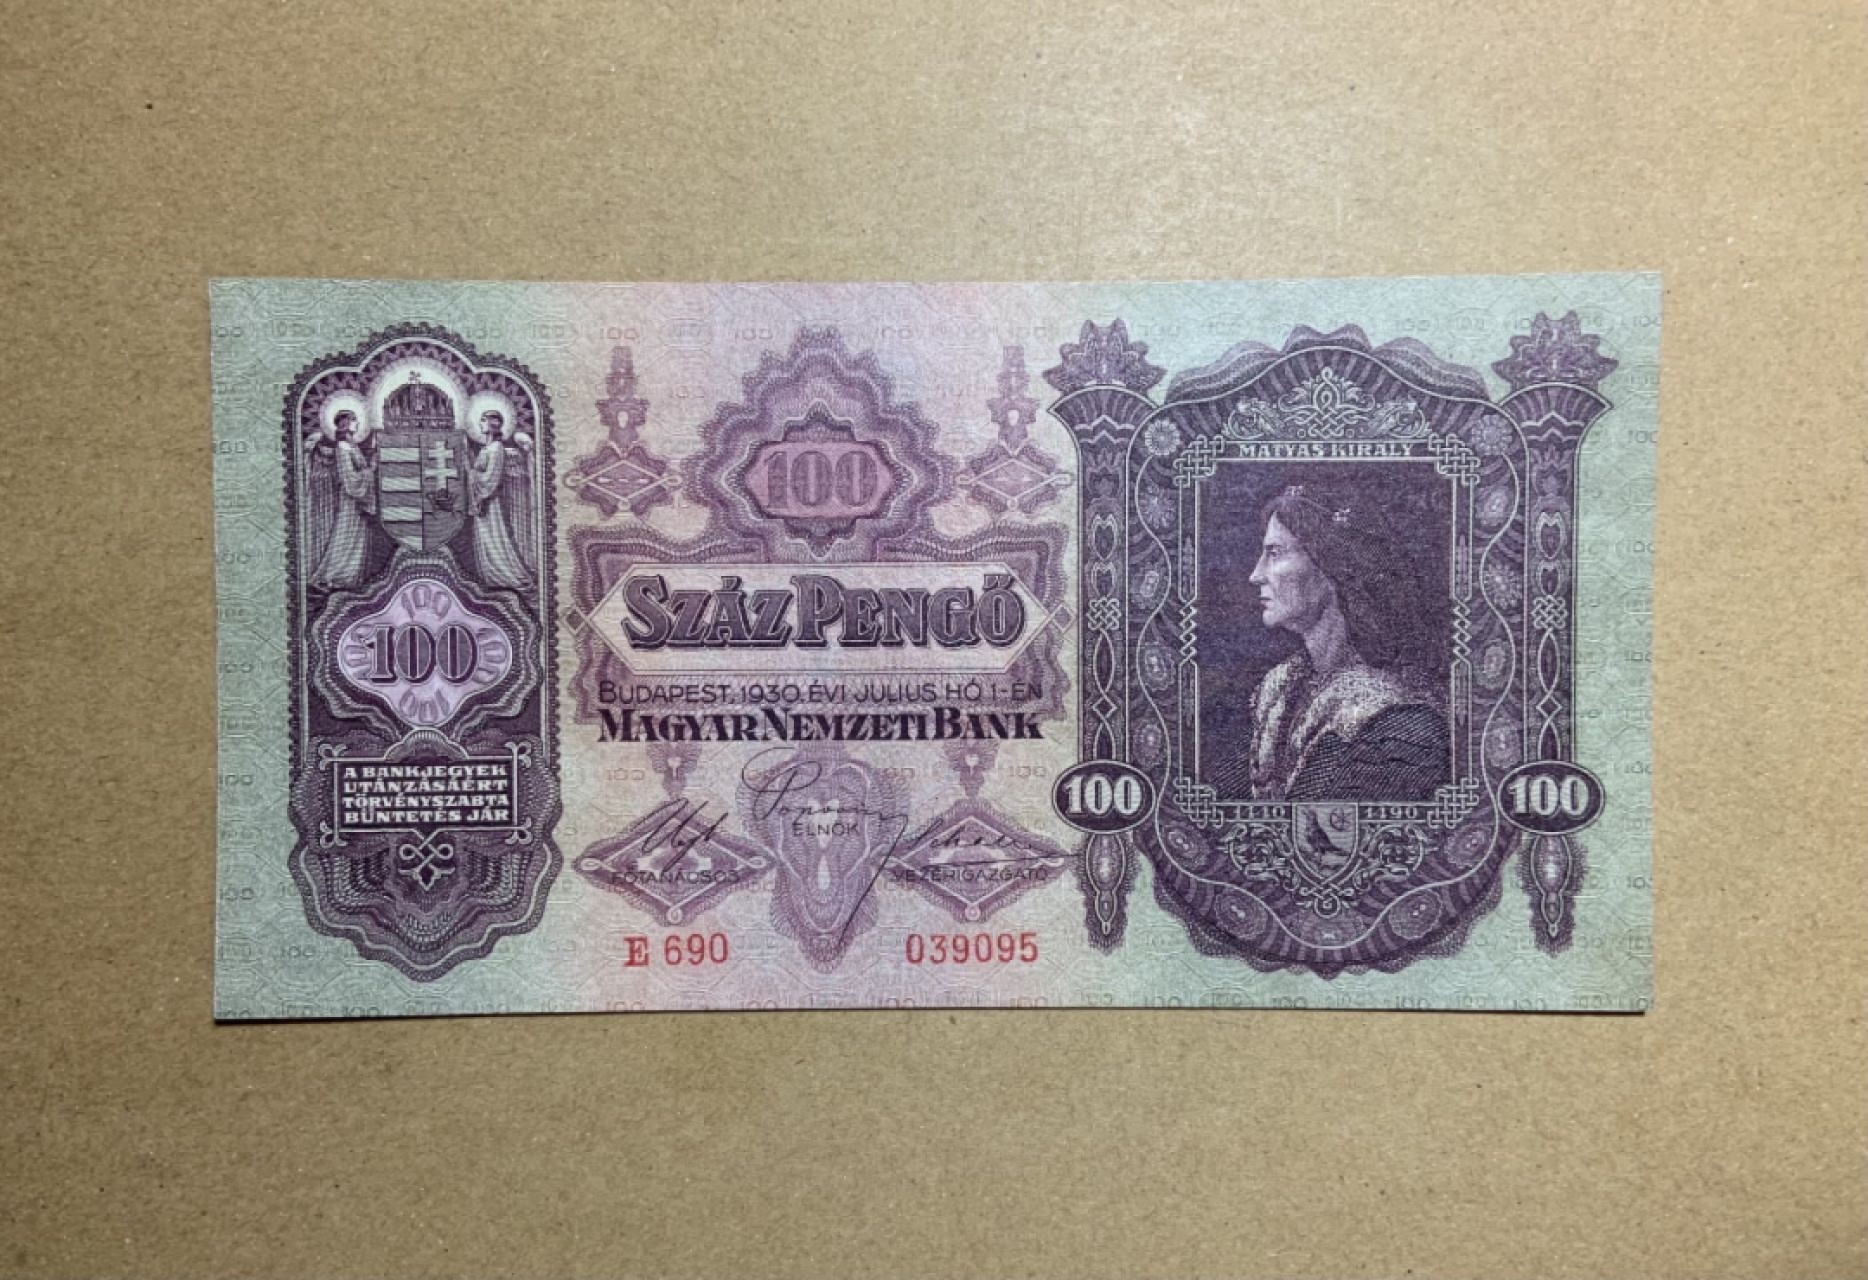 100
SZÁZ PENGŐ
BUDAPEST, 1930. ÉVI JULIUS HÓ 1-ÉN
MAGYAR NEMZETI BANK
ELNÖK
FŐTANÁCSOS
VEZÉRIGAZGATÓ
E 690 039095
100
A BANKJEGYEK
UTÁNZÁSÁÉRT
TÖRVÉNYSZABTA
BÜNTETÉS JÁR
MÁTYÁS KIRÁLY
100 100
1440 1490